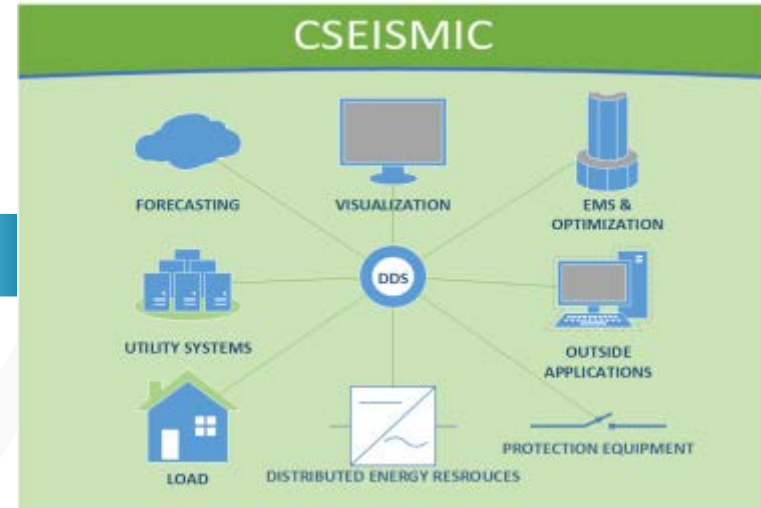 CSEISMIC
FORECASTING
VISUALIZATION
EMS &
OPTIMIZATION
DDS
UTILITY SYSTEMS
OUTSIDE
APPLICATIONS
LOAD
DISTRIBUTED ENERGY RESROUCES
PROTECTION EQUIPMENT